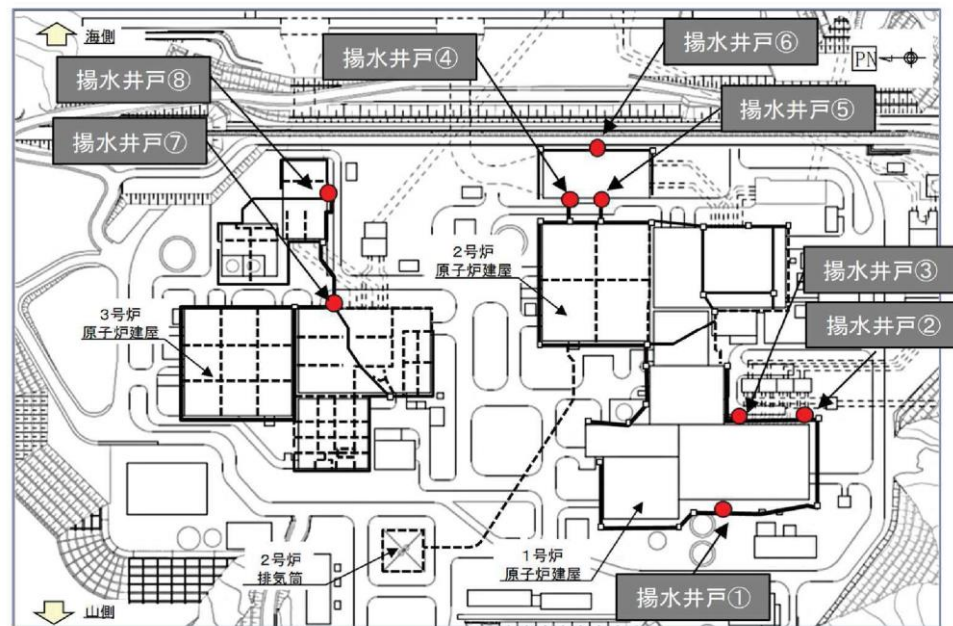 海側
揚水井戸④
揚水井戸⑥
PN
揚水井戸⑧
揚水井戸⑤
揚水井戸⑦
2号炉
原子炉建屋
揚水井戸③
3号炉
原子炉建屋
揚水井戸②
2号炉
排気筒
1号炉
原子炉建屋
揚水井戸①
山側